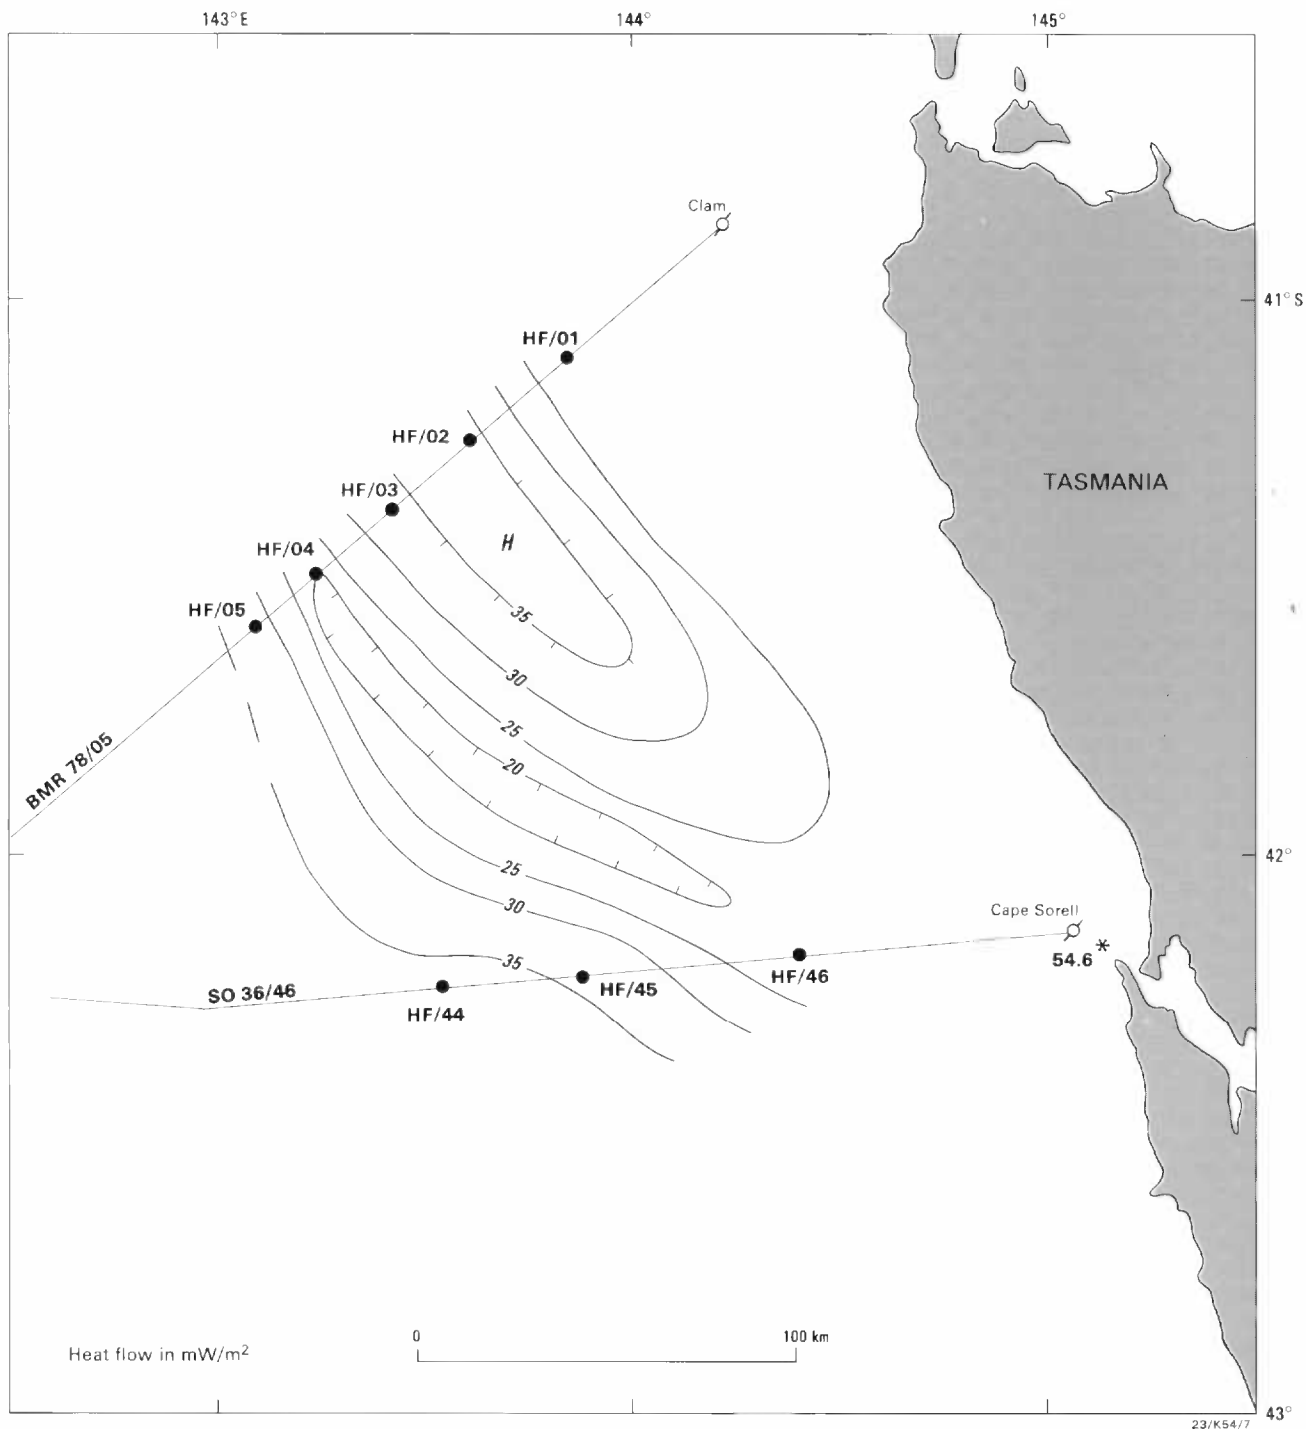 143°E 144° 145°
Clam
41°S
HF/01
HF/02
TASMANIA
HF/03
H
HF/04
HF/05
35
30
25
BMR 78/05
20
42°
25
30
Cape Sorell
54.6 *
35
SO 36/46
HF/44
HF/45
HF/46
0 100 km
Heat flow in mW/m²
43°
23/K54/7